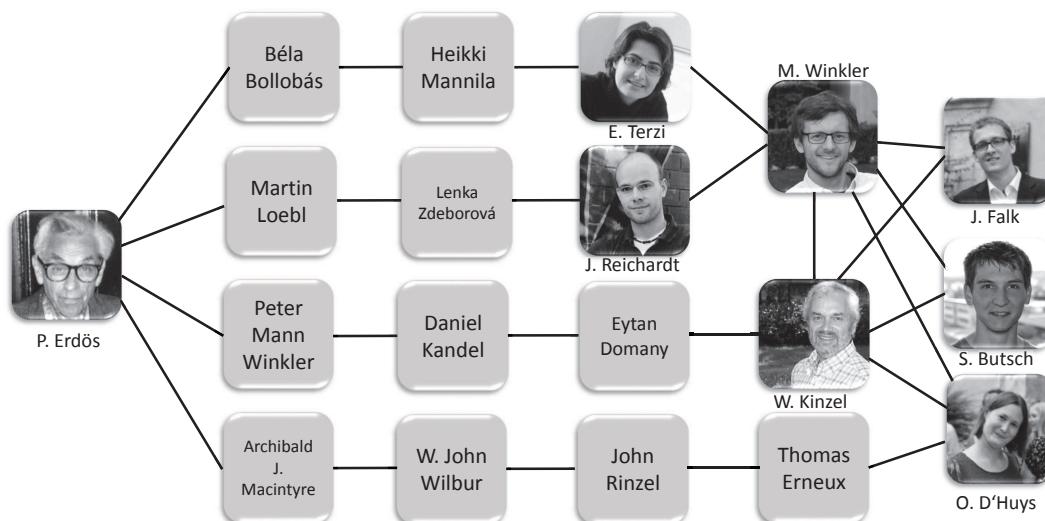 Béla
Bollobás
Heikki
Mannila
E. Terzi
M. Winkler
Martin
Loebl
Lenka
Zdeborová
J. Reichardt
J. Falk
P. Erdös
Peter
Mann
Winkler
Daniel
Kandel
Eytan
Domany
W. Kinzel
S. Butsch
Archibald
J.
Macintyre
W. John
Wilbur
John
Rinzel
Thomas
Erneux
O. D‘Huys